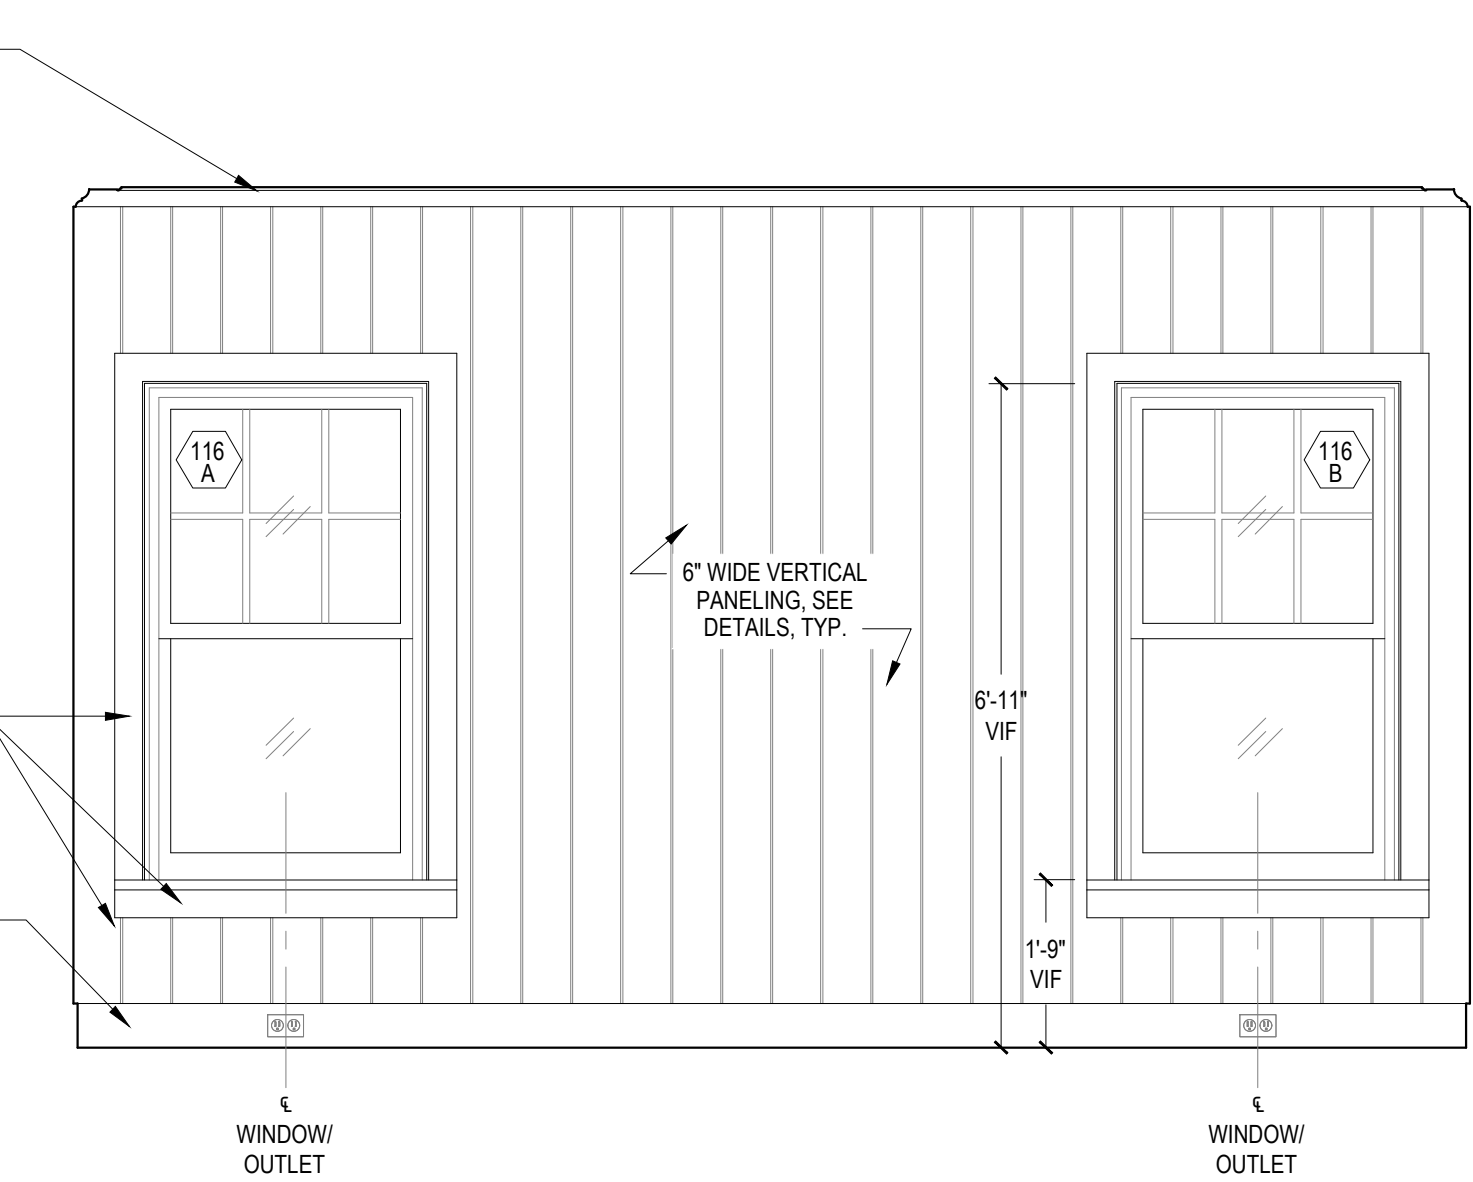 116
A
116
B
6" WIDE VERTICAL
PANELING, SEE
DETAILS, TYP.
6'-11"
VIF
1'-9"
VIF
℄
WINDOW/
OUTLET
℄
WINDOW/
OUTLET